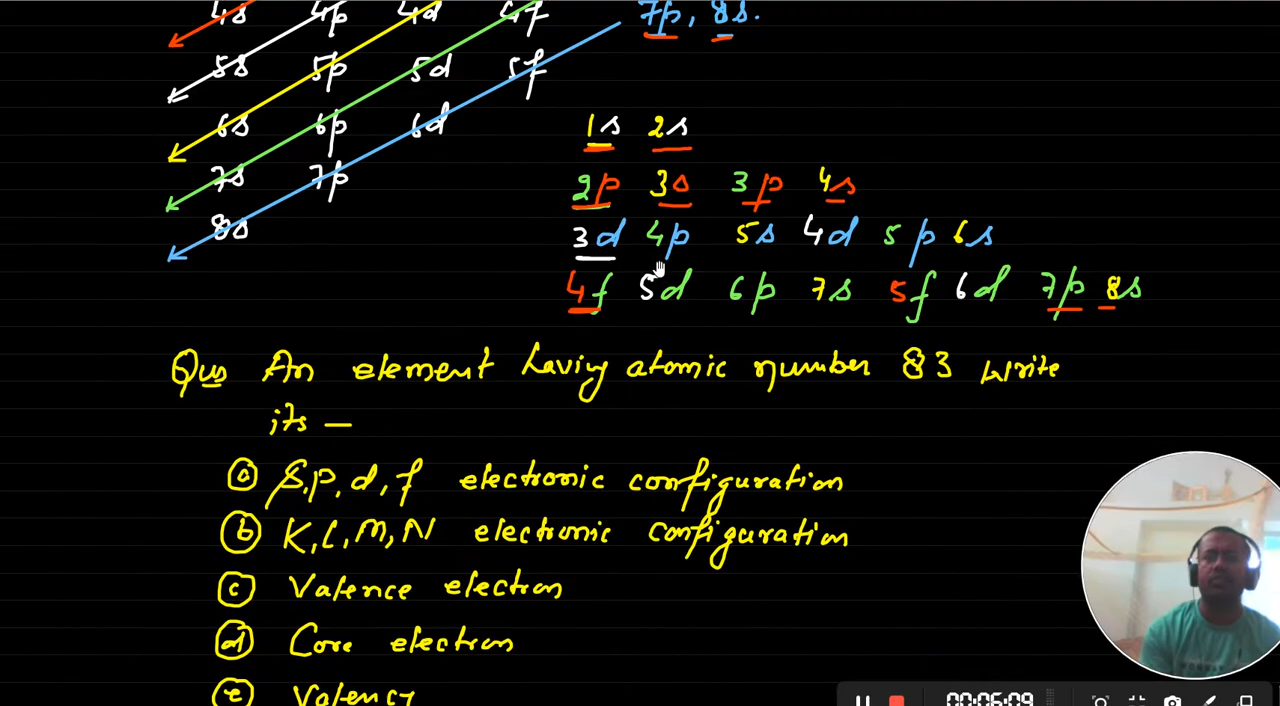 4s 4p 4d 4f
7p, 8s.
5s 5p 5d 5f
6s 6p 6d
7s 7p
8s
1s 2s
2p 3s 3p 4s
3d 4p 5s 4d 5p 6s
4f 5d 6p 7s 5f 6d 7p 8s
Qus An element having atomic number 83 write
its —
(a) S,P,d,f electronic configuration
(b) K,L,M,N electronic configuration
(c) Valence electron
(d) Core electron
(e) Valency
00:06:09